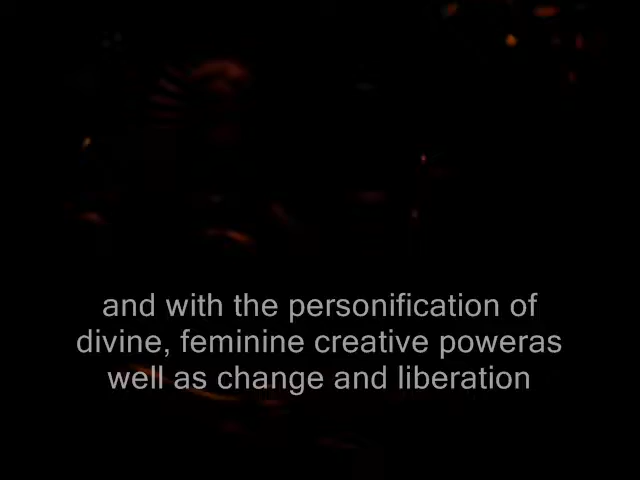 and with the personification of
divine, feminine creative poweras
well as change and liberation